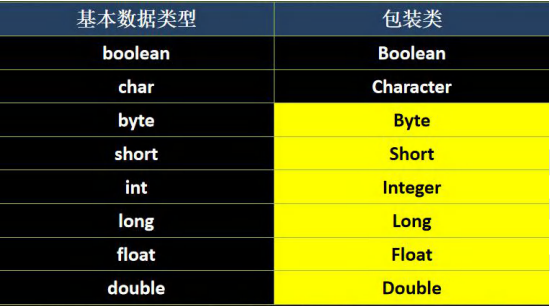 基本数据类型 包装类
boolean Boolean
char Character
byte Byte
short Short
int Integer
long Long
float Float
double Double